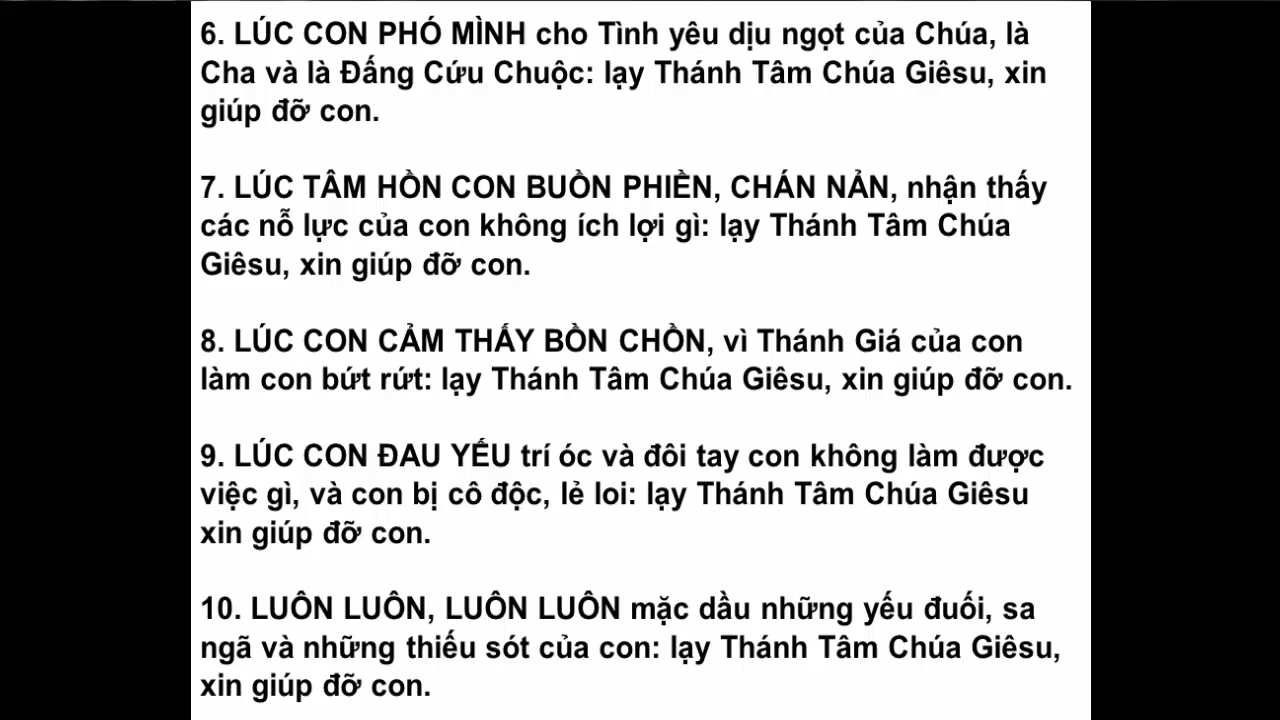 6. LÚC CON PHÓ MÌNH cho Tình yêu dịu ngọt của Chúa, là
Cha và là Đấng Cứu Chuộc: lạy Thánh Tâm Chúa Giêsu, xin
giúp đỡ con.
7. LÚC TÂM HỒN CON BUỒN PHIỀN, CHÁN NẢN, nhận thấy
các nỗ lực của con không ích lợi gì: lạy Thánh Tâm Chúa
Giêsu, xin giúp đỡ con.
8. LÚC CON CẢM THẤY BỒN CHỒN, vì Thánh Giá của con
làm con bứt rứt: lạy Thánh Tâm Chúa Giêsu, xin giúp đỡ con.
9. LÚC CON ĐAU YẾU trí óc và đôi tay con không làm được
việc gì, và con bị cô độc, lẻ loi: lạy Thánh Tâm Chúa Giêsu
xin giúp đỡ con.
10. LUÔN LUÔN, LUÔN LUÔN mặc dầu những yếu đuối, sa
ngã và những thiếu sót của con: lạy Thánh Tâm Chúa Giêsu,
xin giúp đỡ con.